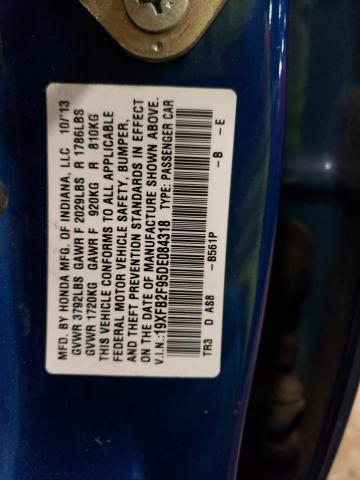 MFD. BY HONDA MFG. OF INDIANA, LLC 10/13
GVWR 3792LBS GAWR F 2029LBS R 1786LBS
GVWR 1720KG GAWR F 920KG R 810KG
THIS VEHICLE CONFORMS TO ALL APPLICABLE
FEDERAL MOTOR VEHICLE SAFETY, BUMPER,
AND THEFT PREVENTION STANDARDS IN EFFECT
ON THE DATE OF MANUFACTURE SHOWN ABOVE.
V.I.N.: 19XFB2F95DE084318 TYPE: PASSENGER CAR
-B561P -B -E
TR3 D AS8